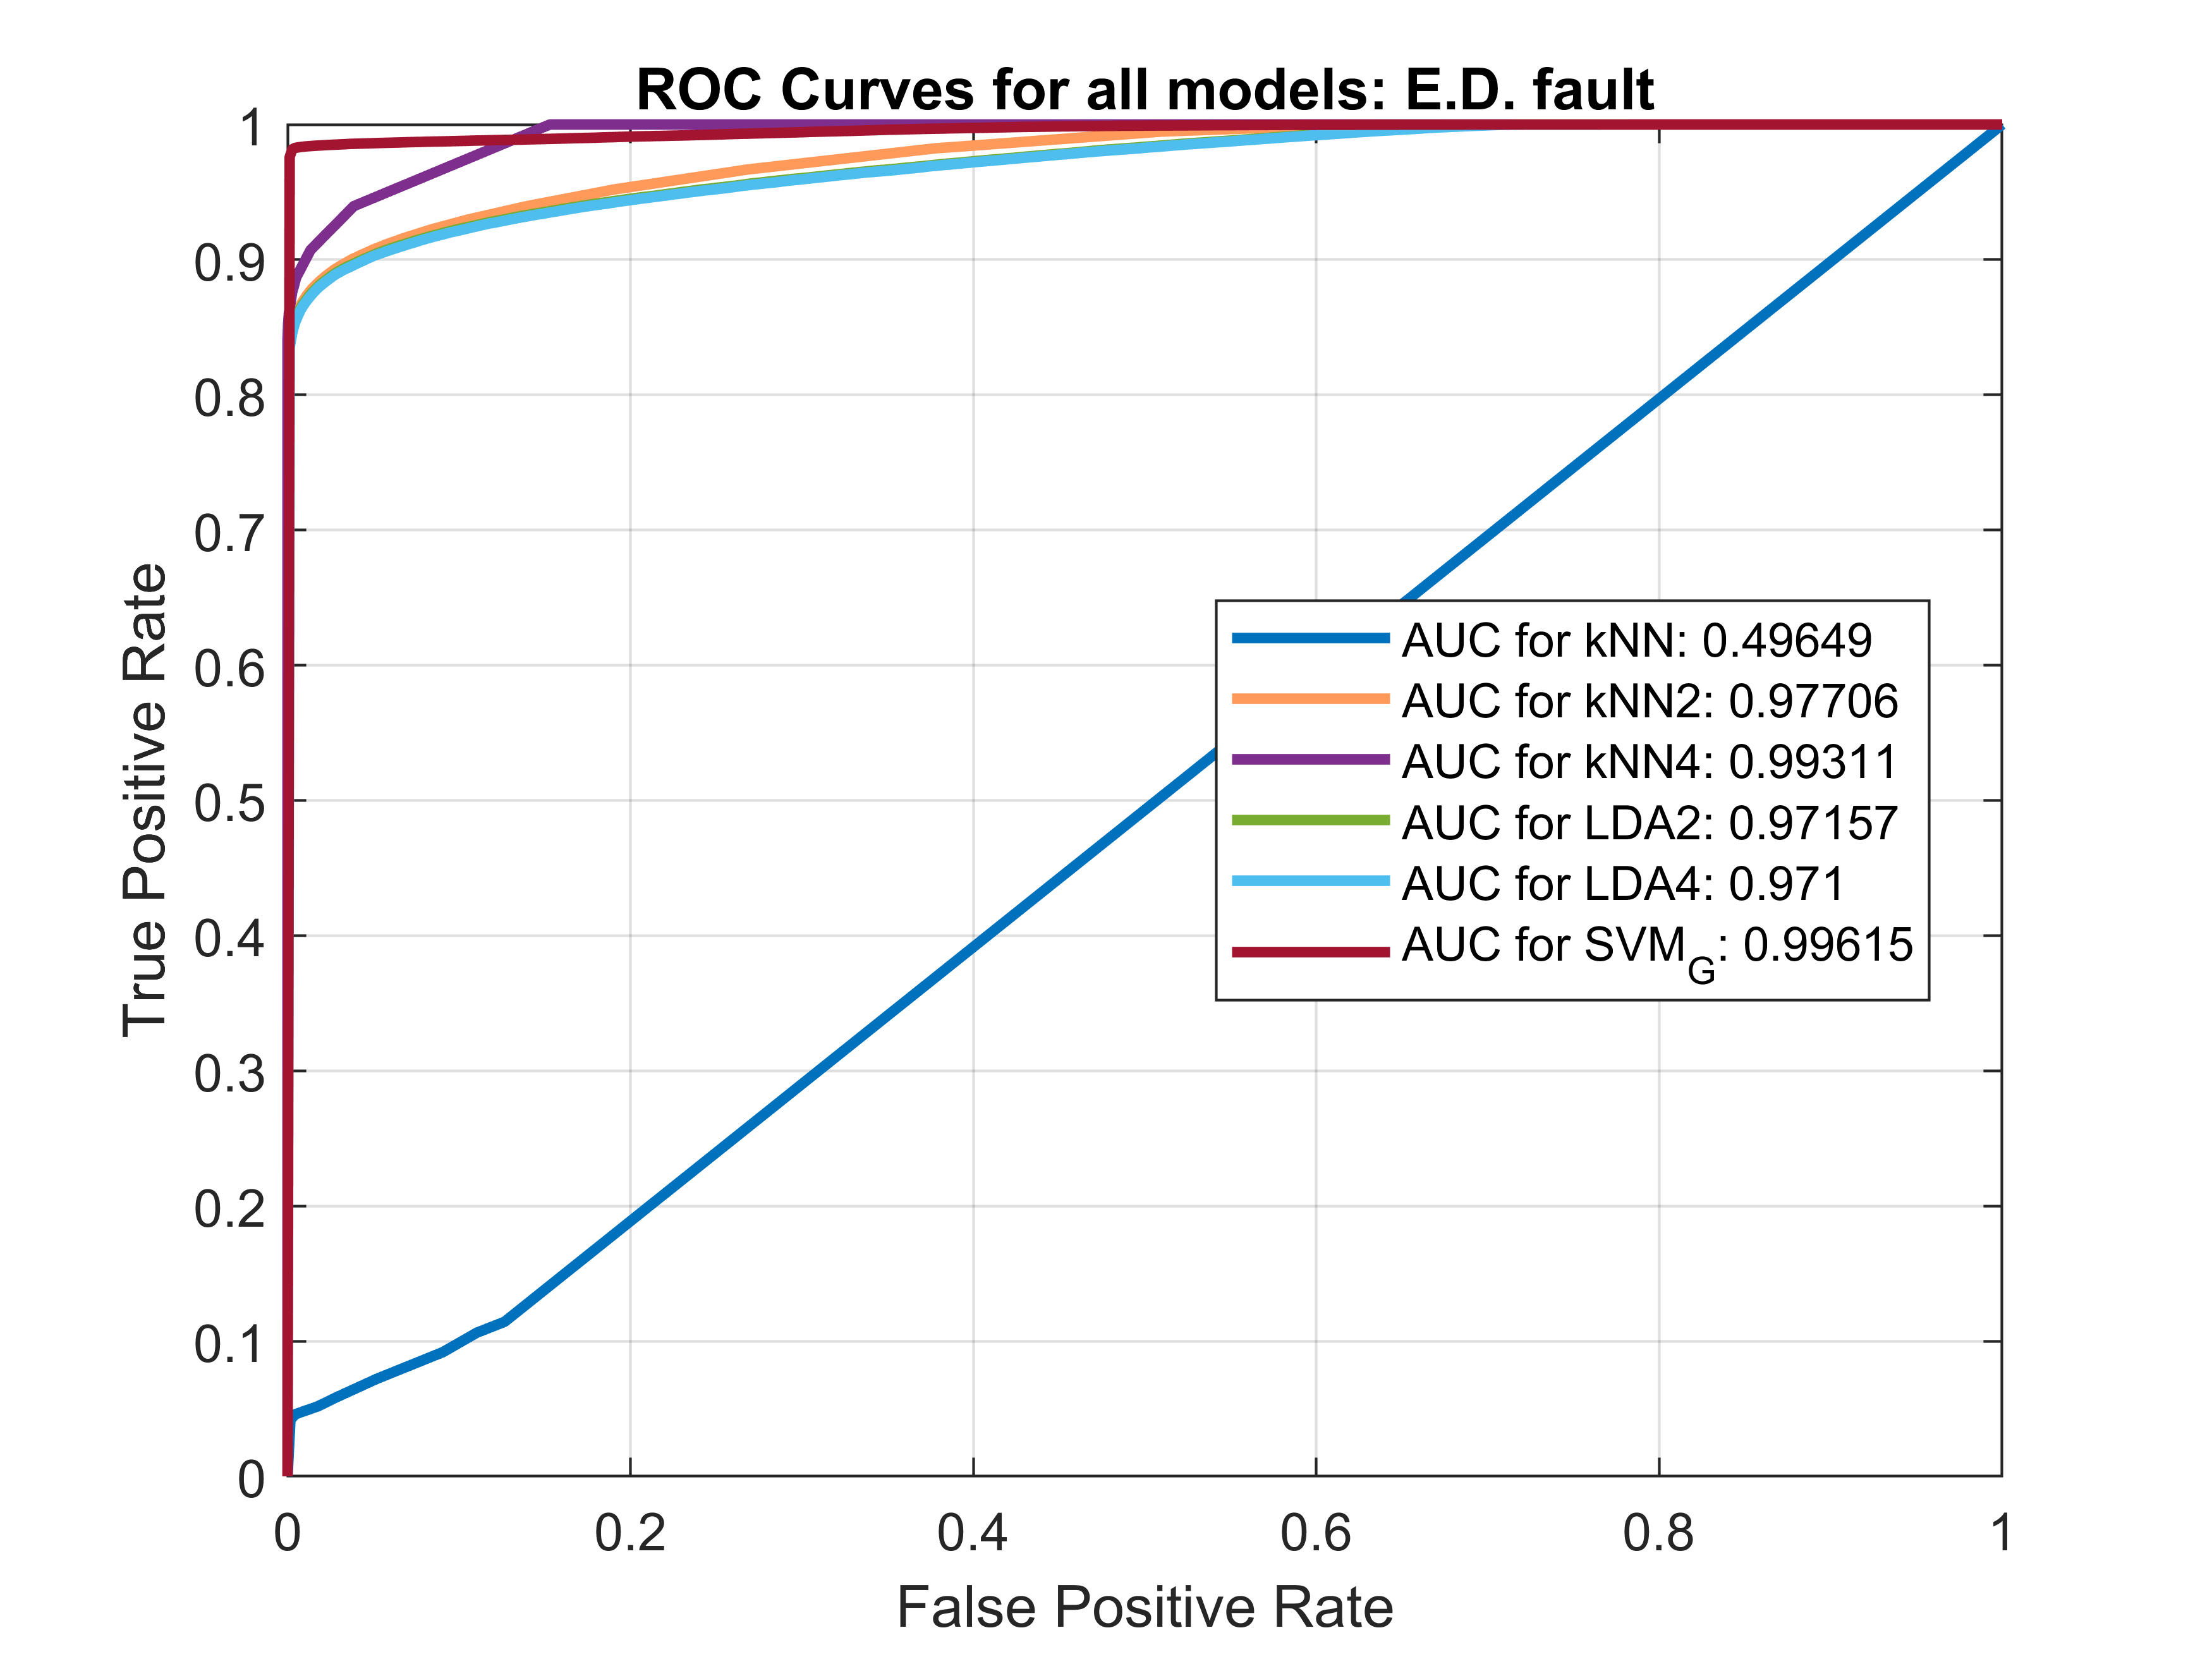 ROC Curves for all models: E.D. fault
1
0.9
0.8
0.7
0.6
0.5
0.4
0.3
0.2
0.1
0
True Positive Rate
AUC for kNN: 0.49649
AUC for kNN2: 0.97706
AUC for kNN4: 0.99311
AUC for LDA2: 0.97157
AUC for LDA4: 0.971
AUC for SVM_G: 0.99615
0 0.2 0.4 0.6 0.8 1
False Positive Rate